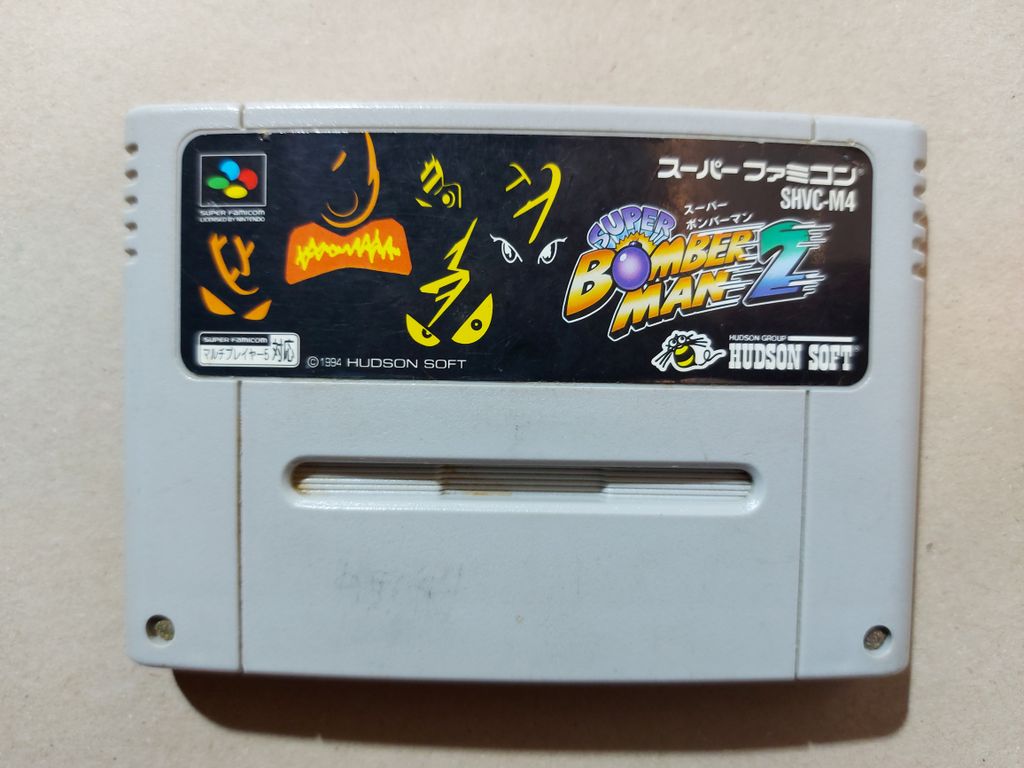 SUPER FAMICOM
LICENSED BY NINTENDO
スーパーファミコン
SHVC-M4
スーパー
ボンバーマン
SUPER
BOMBER
MAN 2
SUPER FAMICOM
マルチプレイヤー5 対応
©1994 HUDSON SOFT
HUDSON GROUP
HUDSON SOFT®